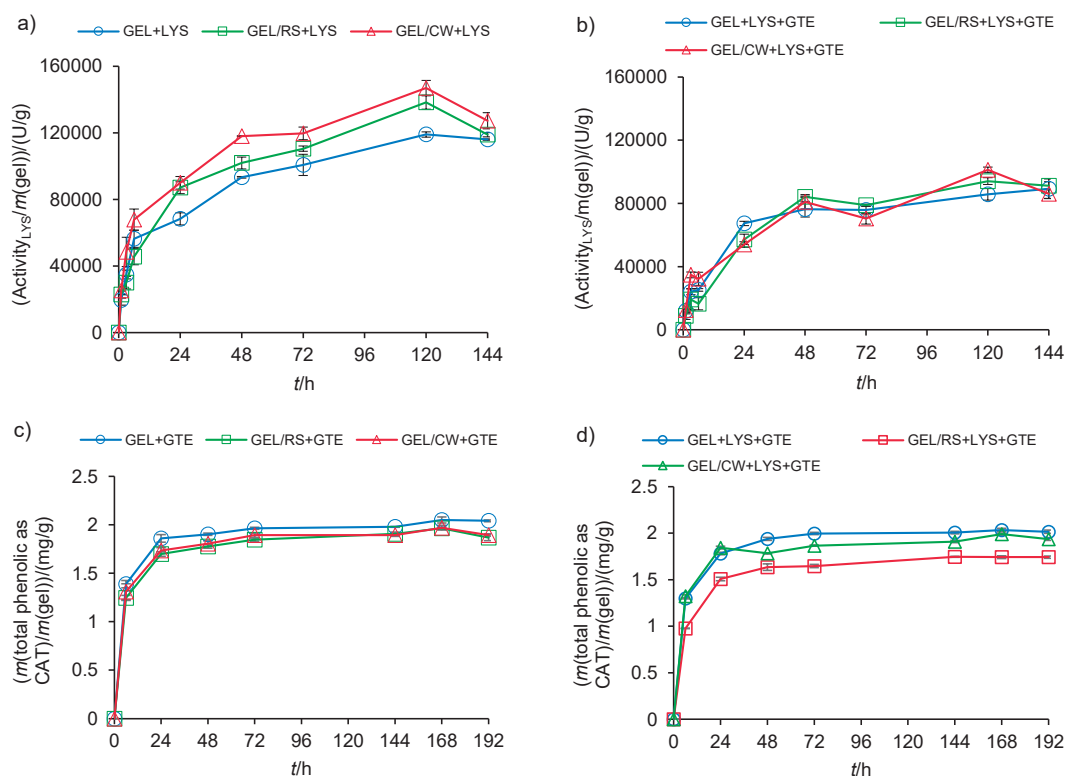 a)
GEL+LYS GEL/RS+LYS GEL/CW+LYS
(Activity_LYS/m(gel))/(U/g)
160000
120000
80000
40000
0
0 24 48 72 96 120 144
t/h
b)
GEL+LYS+GTE GEL/RS+LYS+GTE
GEL/CW+LYS+GTE
(Activity_LYS/m(gel))/(U/g)
160000
120000
80000
40000
0
0 24 48 72 96 120 144
t/h
c)
GEL+GTE GEL/RS+GTE GEL/CW+GTE
(m(total phenolic as
CAT)/m(gel))/(mg/g)
2.5
2
1.5
1
0.5
0
0 24 48 72 96 120 144 168 192
t/h
d)
GEL+LYS+GTE GEL/RS+LYS+GTE
GEL/CW+LYS+GTE
(m(total phenolic as
CAT)/m(gel))/(mg/g)
2.5
2
1.5
1
0.5
0
0 24 48 72 96 120 144 168 192
t/h